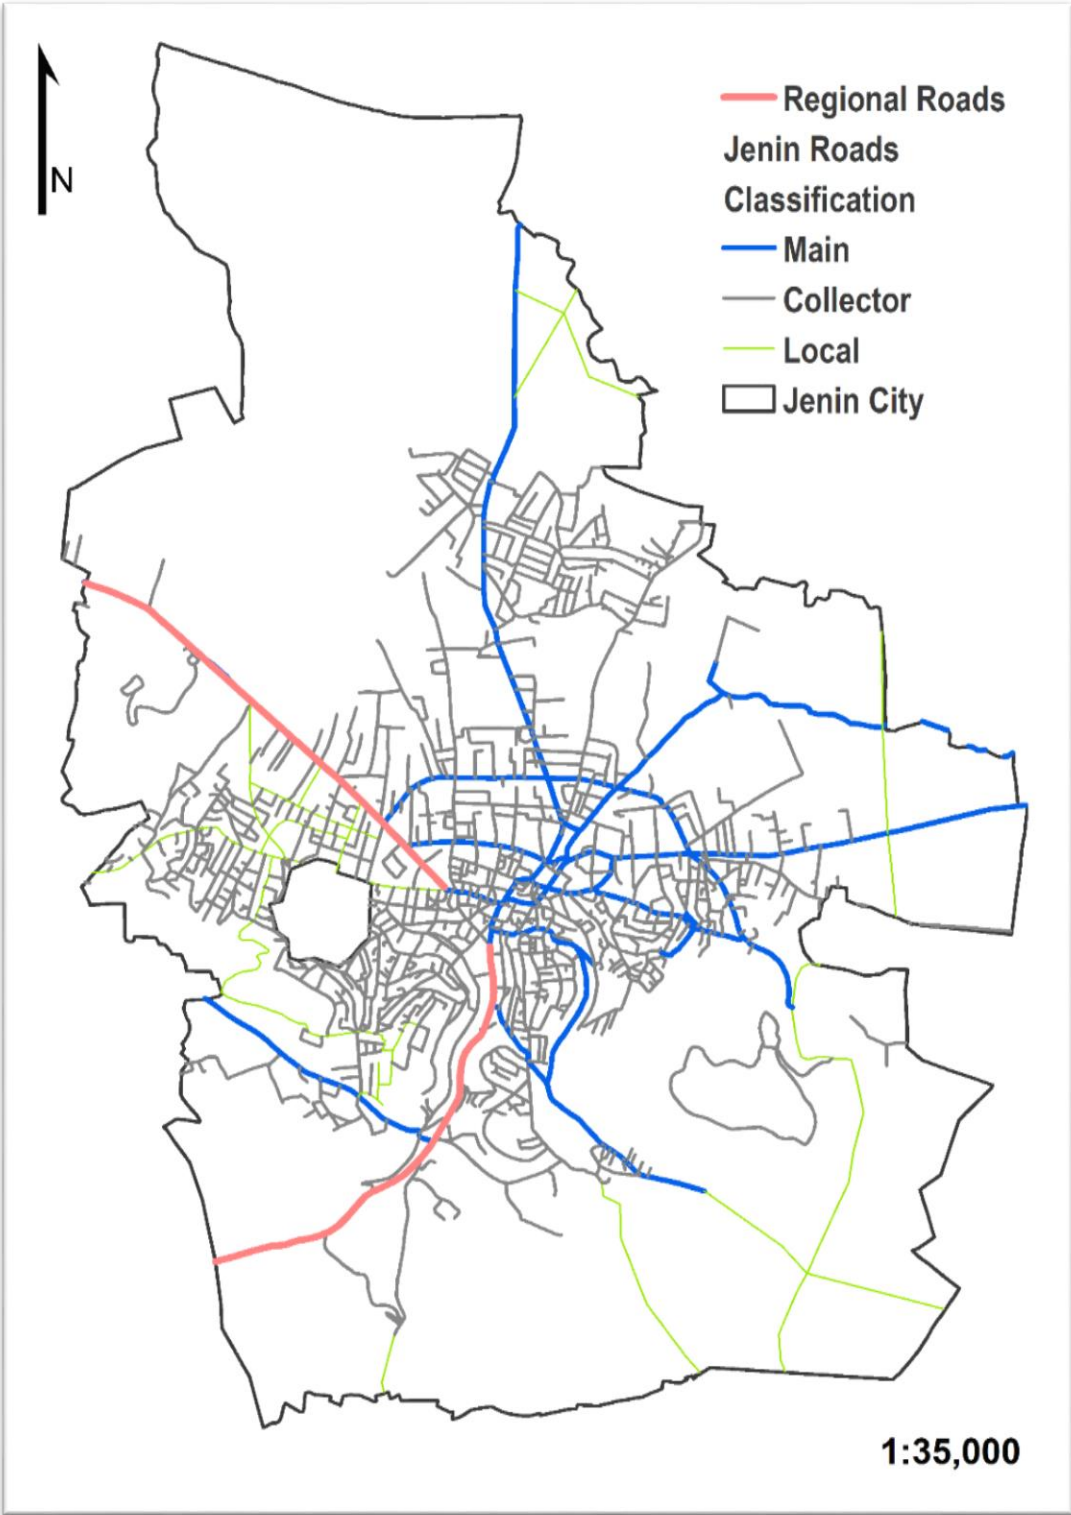 Regional Roads
Jenin Roads
Classification
Main
Collector
Local
Jenin City
N
1:35,000